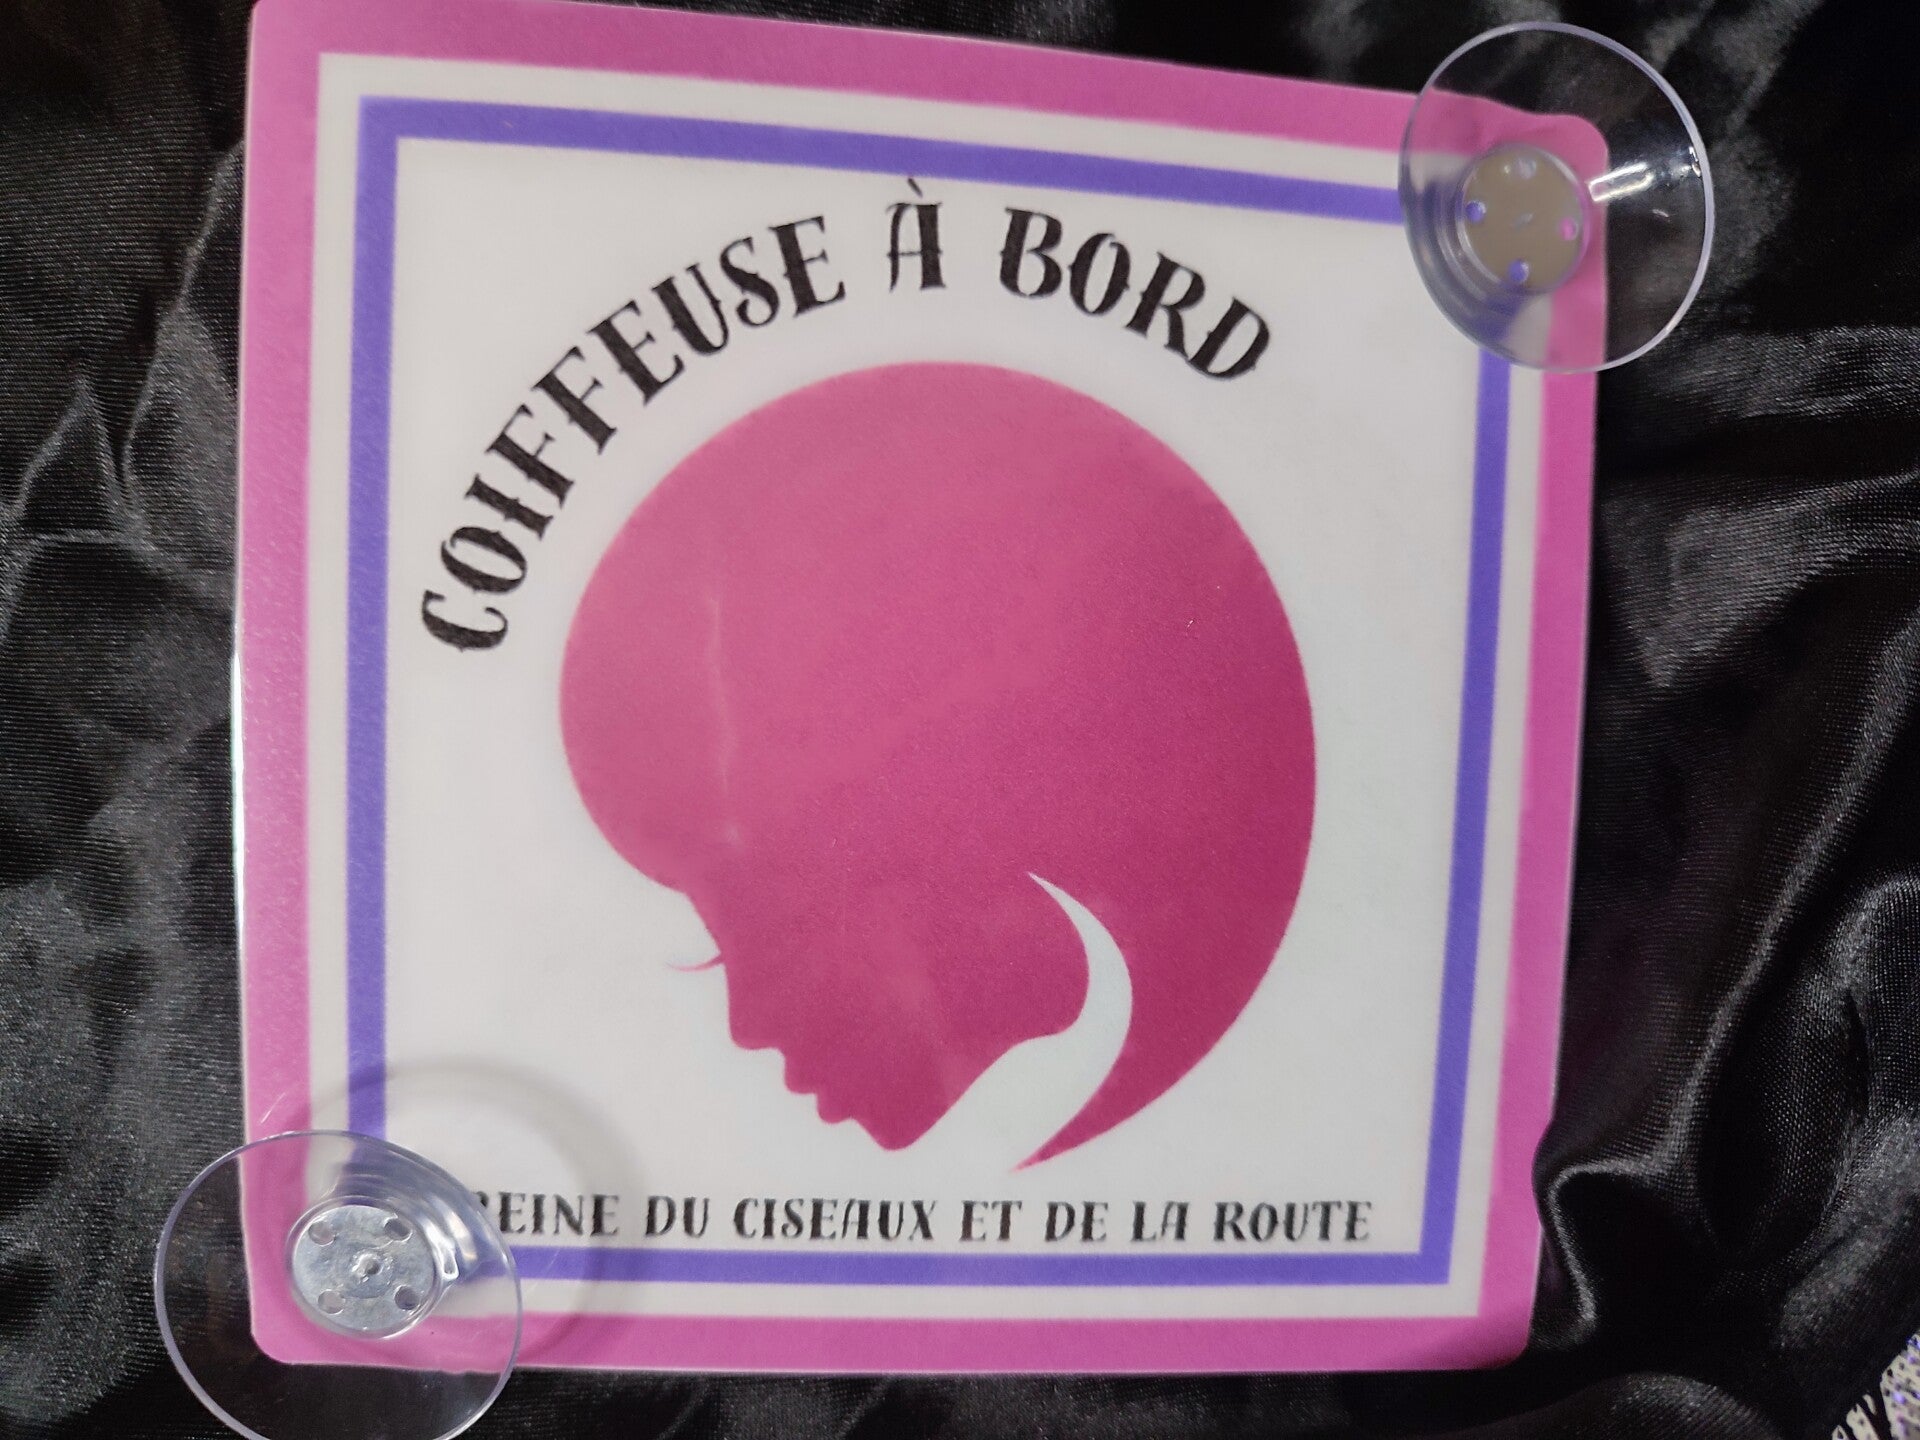 COIFFEUSE À BORD
REINE DU CISEAUX ET DE LA ROUTE